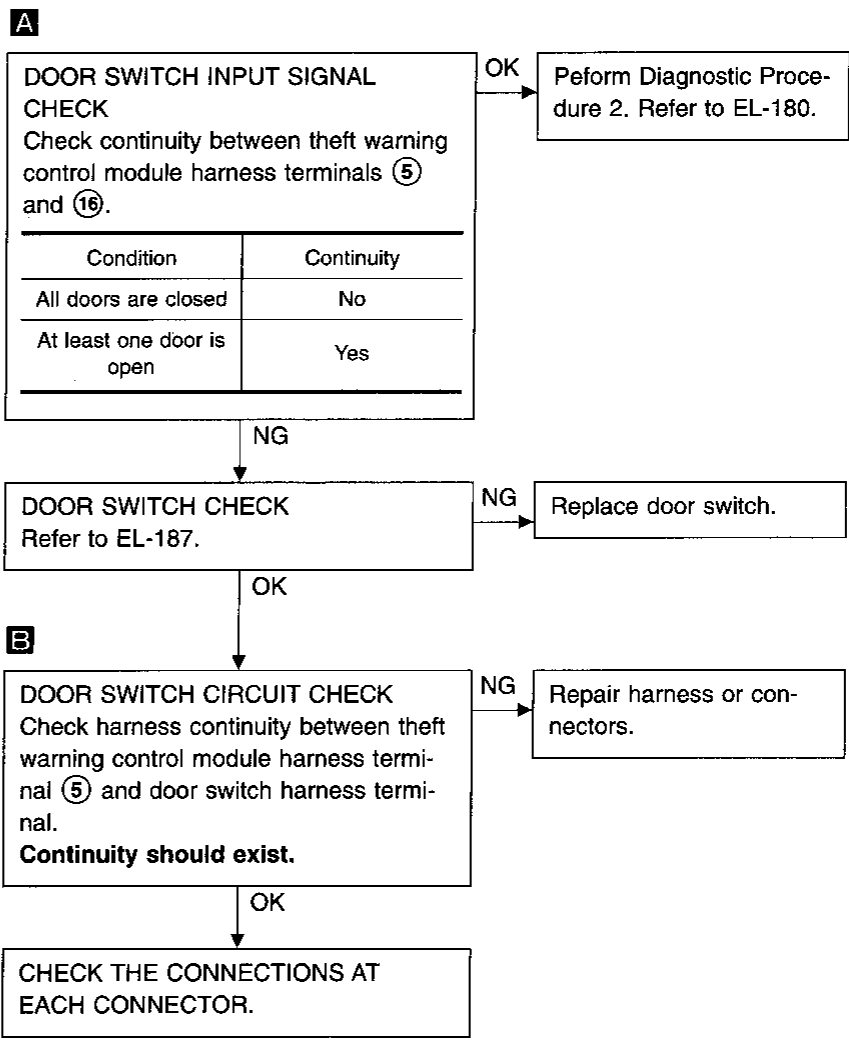 A
DOOR SWITCH INPUT SIGNAL
CHECK
Check continuity between theft warning
control module harness terminals ⑤
and ⑯.
Condition Continuity
All doors are closed No
At least one door is
open
Yes
OK
Peform Diagnostic Proce-
dure 2. Refer to EL-180.
NG
DOOR SWITCH CHECK
Refer to EL-187.
NG
Replace door switch.
OK
B
DOOR SWITCH CIRCUIT CHECK
Check harness continuity between theft
warning control module harness termi-
nal ⑤ and door switch harness termi-
nal.
Continuity should exist.
NG
Repair harness or con-
nectors.
OK
CHECK THE CONNECTIONS AT
EACH CONNECTOR.